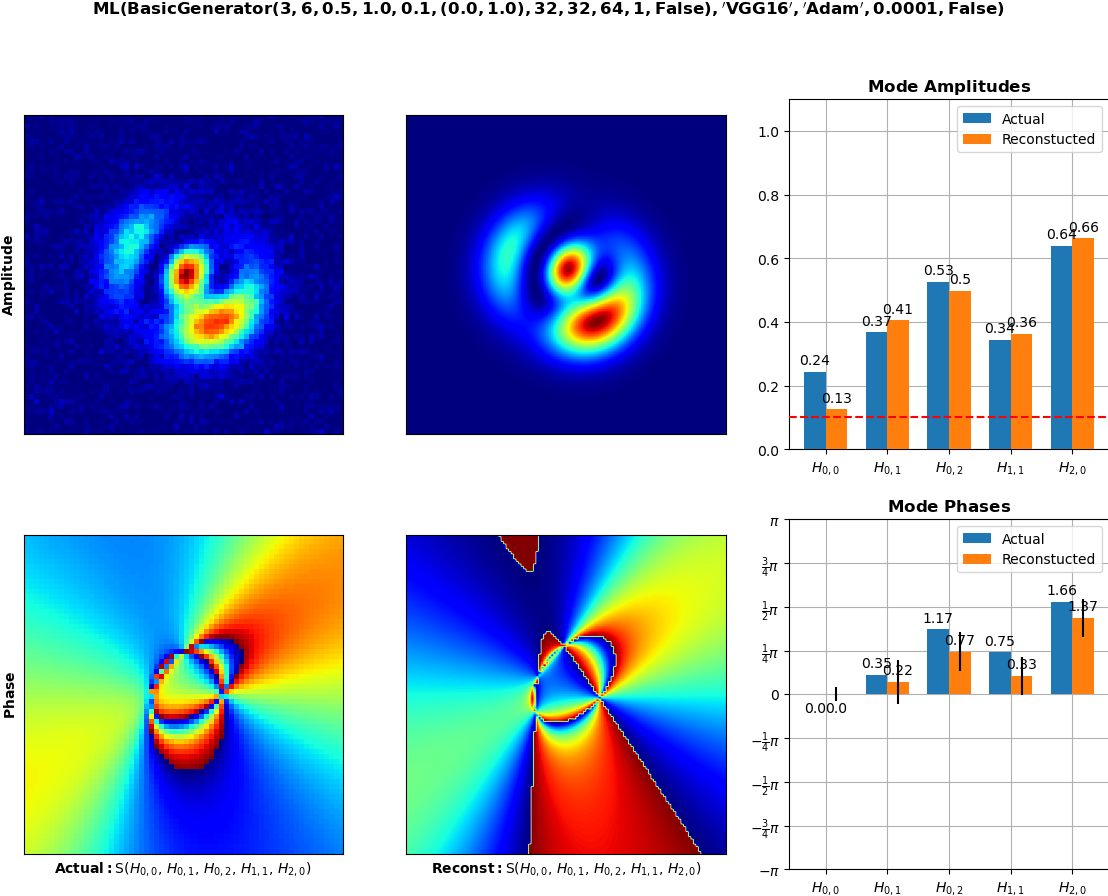 ML(BasicGenerator(3, 6, 0.5, 1.0, 0.1, (0.0, 1.0), 32, 32, 64, 1, False), 'VGG16', 'Adam', 0.0001, False)
Amplitude
Mode Amplitudes
Actual
Reconstucted
1.0
0.8
0.6
0.4
0.2
0.0
0.24
0.13
0.37
0.41
0.53
0.5
0.34
0.36
0.64
0.66
H0,0 H0,1 H0,2 H1,1 H2,0
Phase
Actual: S(H0,0, H0,1, H0,2, H1,1, H2,0)
Reconst: S(H0,0, H0,1, H0,2, H1,1, H2,0)
Mode Phases
Actual
Reconstucted
π
3/4π
1/2π
1/4π
0
−1/4π
−1/2π
−3/4π
−π
0.0
0.0
0.35
0.22
1.17
0.77
0.75
0.33
1.66
1.37
H0,0 H0,1 H0,2 H1,1 H2,0